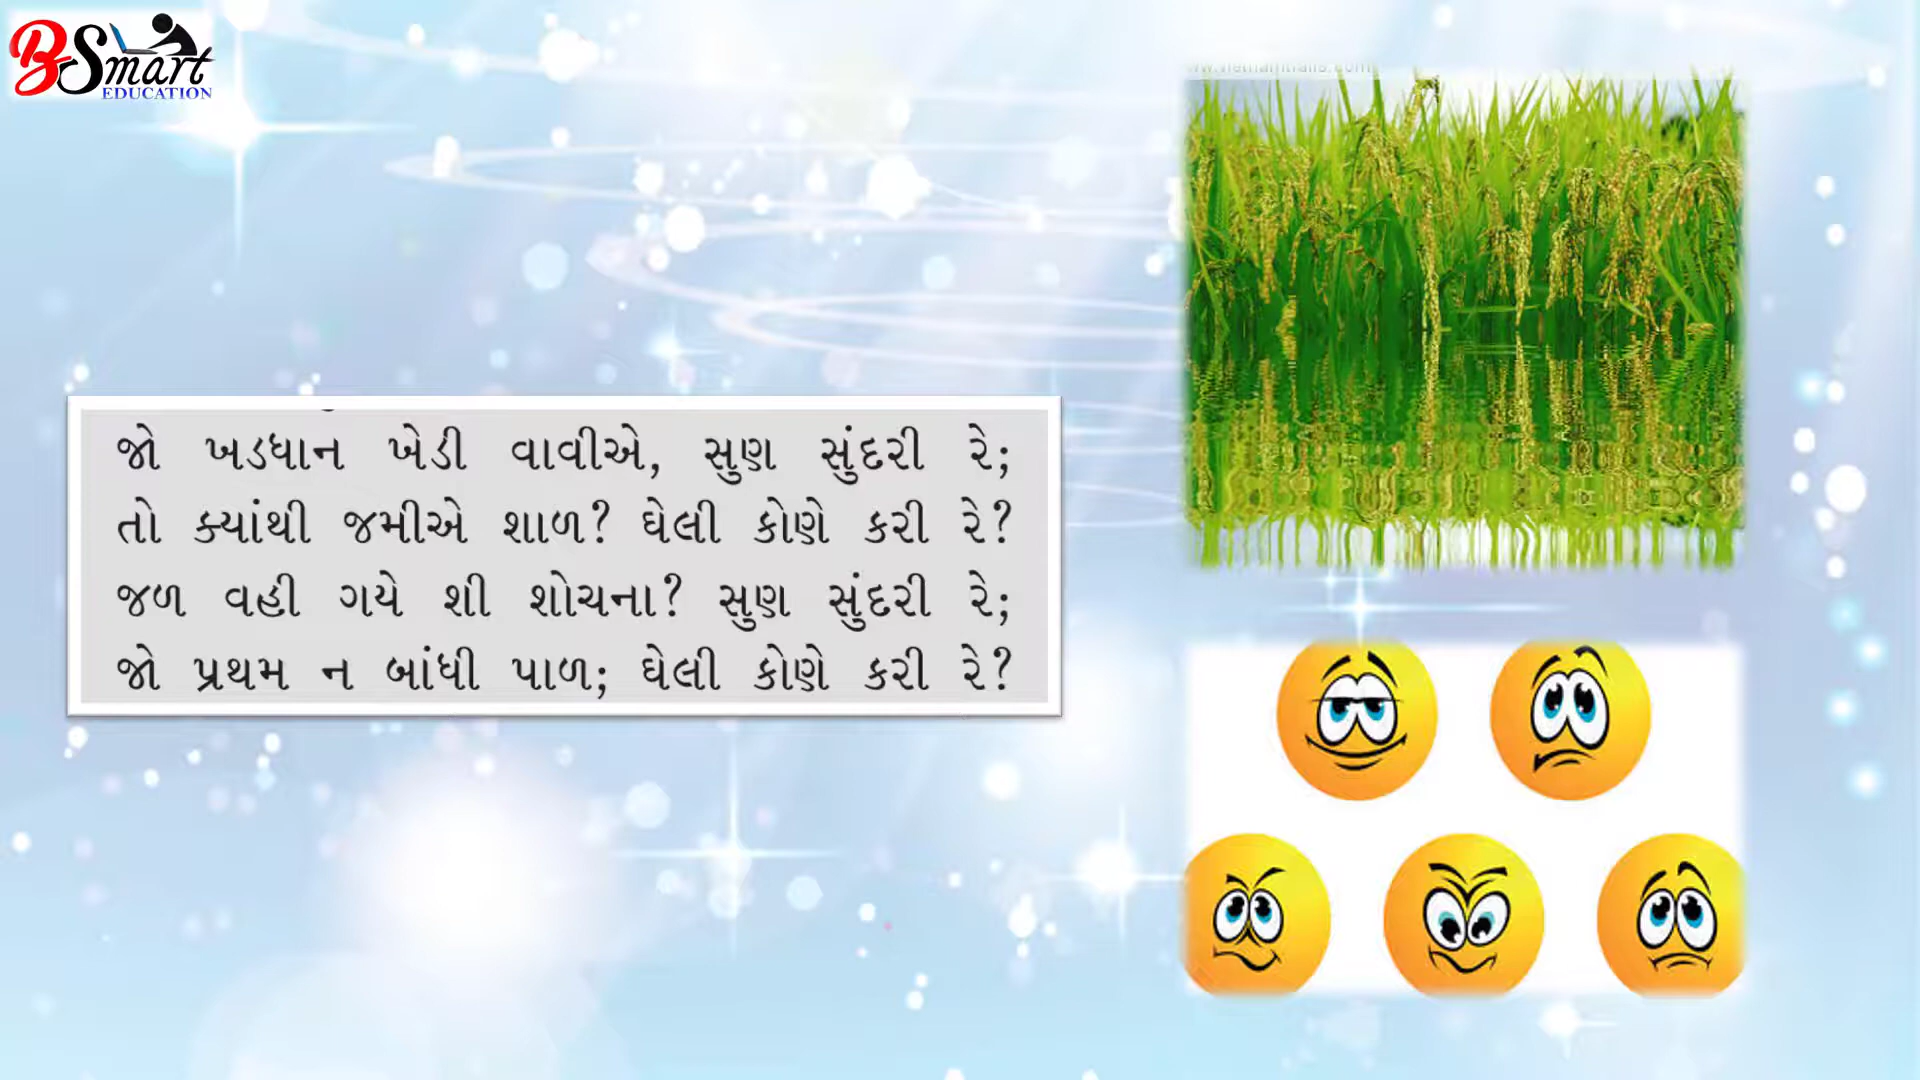 BSmart
EDUCATION
જો ખડધાન ખેડી વાવીએ, સુણ સુંદરી રે;
તો ક્યાંથી જમીએ શાળ? ઘેલી કોણે કરી રે?
જળ વહી ગયે શી શોચના? સુણ સુંદરી રે;
જો પ્રથમ ન બાંધી પાળ; ઘેલી કોણે કરી રે?